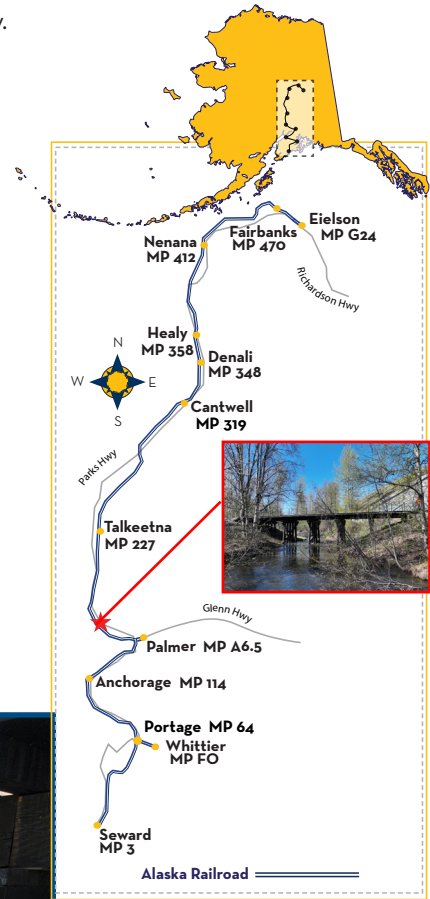 y.
Fairbanks
MP 470
Eielson
MP G24
Nenana
MP 412
Richardson Hwy
Healy
MP 358
Denali
MP 348
N
W
E
S
Cantwell
MP 319
Parks Hwy
Talkeetna
MP 227
Glenn Hwy
Palmer MP A6.5
Anchorage MP 114
Portage MP 64
Whittier
MP FO
Seward
MP 3
Alaska Railroad